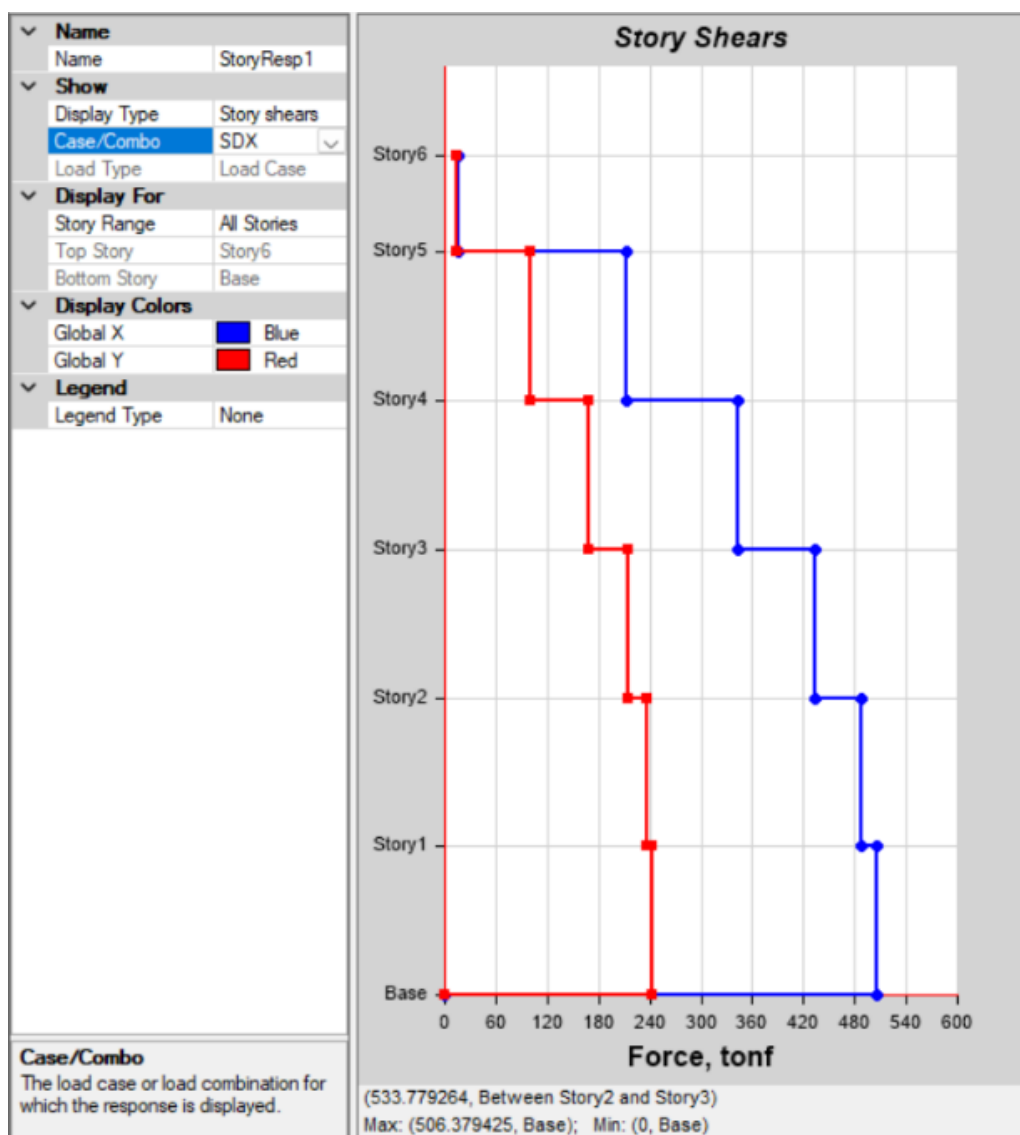 Name
Name StoryResp1
Show
Display Type Story shears
Case/Combo SDX
Load Type Load Case
Display For
Story Range All Stories
Top Story Story6
Bottom Story Base
Display Colors
Global X Blue
Global Y Red
Legend
Legend Type None
Case/Combo
The load case or load combination for
which the response is displayed.
Story Shears
Story6
Story5
Story4
Story3
Story2
Story1
Base
0 60 120 180 240 300 360 420 480 540 600
Force, tonf
(533.779264, Between Story2 and Story3)
Max: (506.379425, Base); Min: (0, Base)